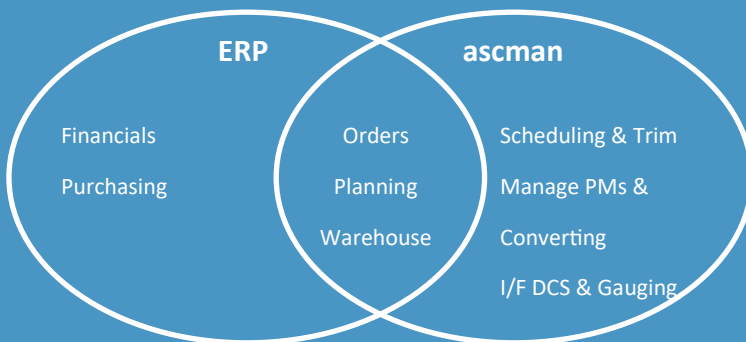 ERP
ascman
Financials
Purchasing
Orders
Planning
Warehouse
Scheduling & Trim
Manage PMs &
Converting
I/F DCS & Gauging